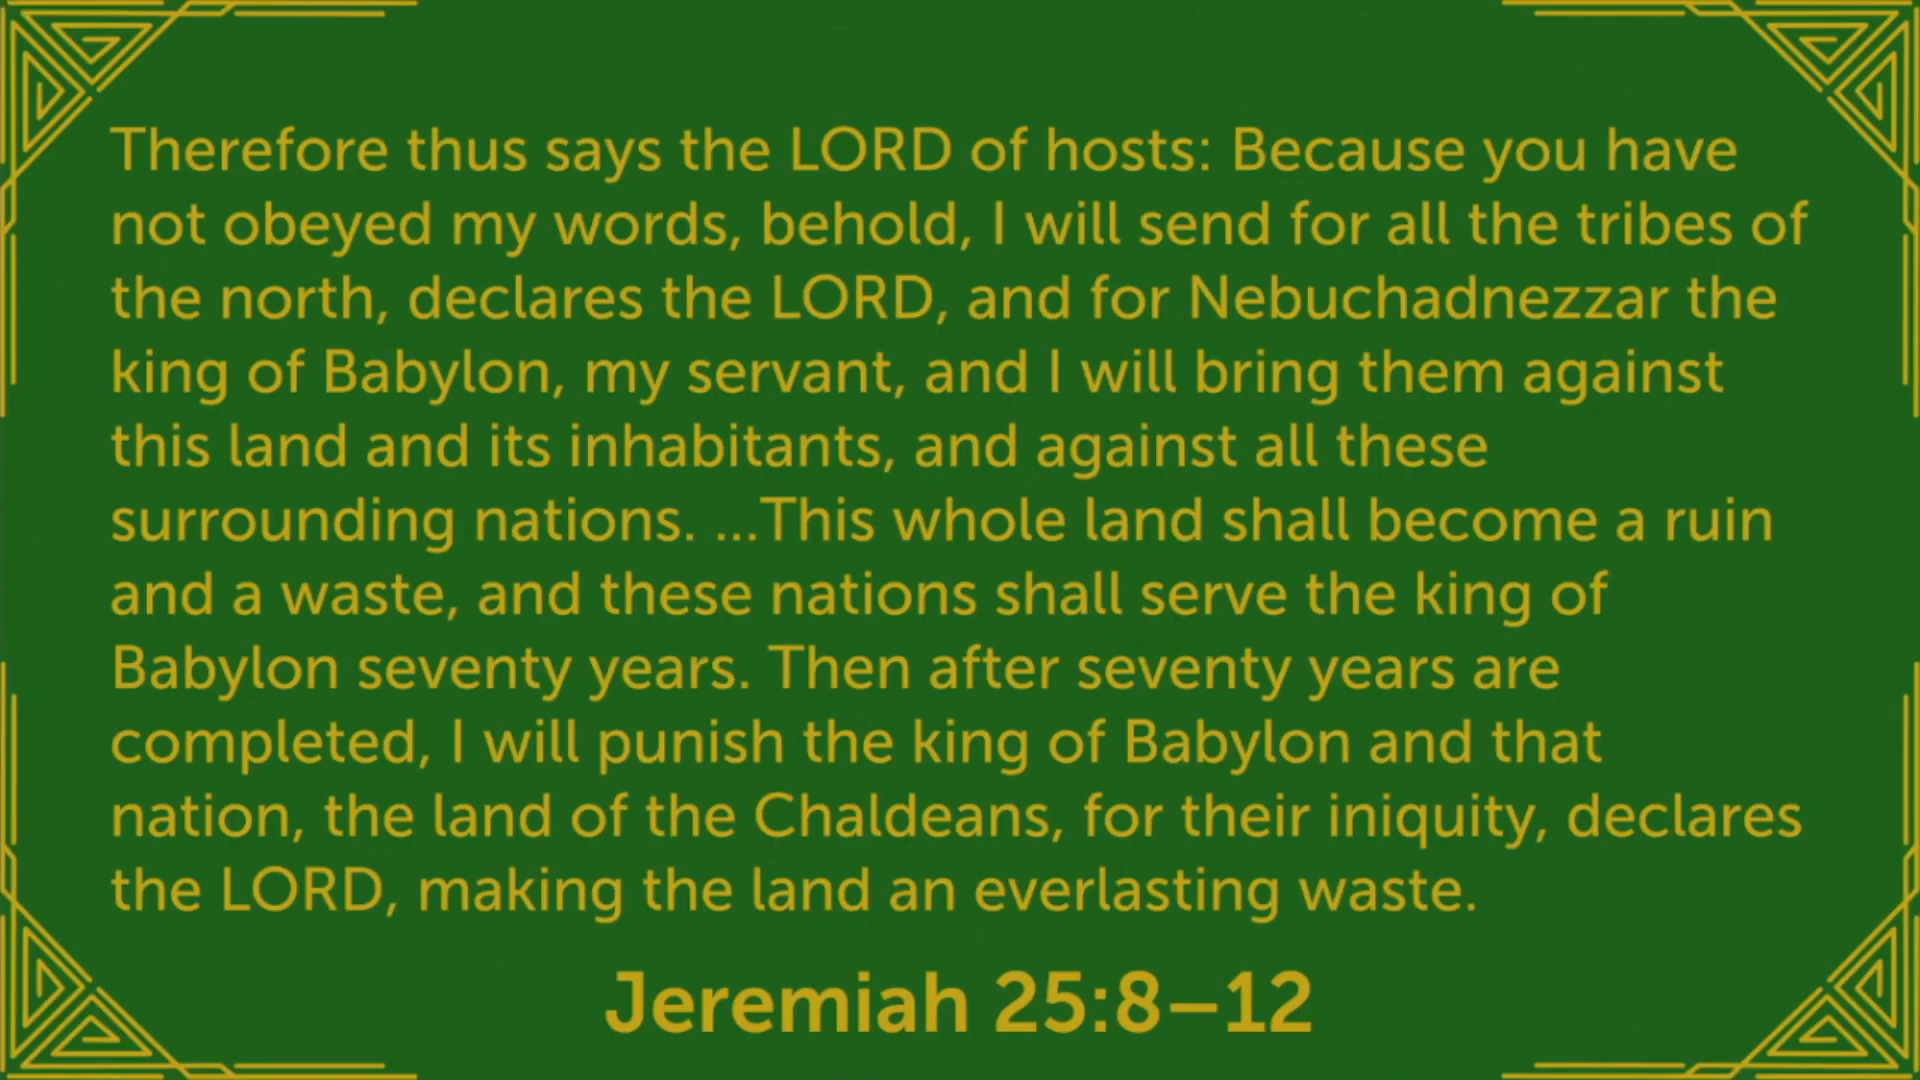 Therefore thus says the LORD of hosts: Because you have
not obeyed my words, behold, I will send for all the tribes of
the north, declares the LORD, and for Nebuchadnezzar the
king of Babylon, my servant, and I will bring them against
this land and its inhabitants, and against all these
surrounding nations. ...This whole land shall become a ruin
and a waste, and these nations shall serve the king of
Babylon seventy years. Then after seventy years are
completed, I will punish the king of Babylon and that
nation, the land of the Chaldeans, for their iniquity, declares
the LORD, making the land an everlasting waste.
Jeremiah 25:8–12